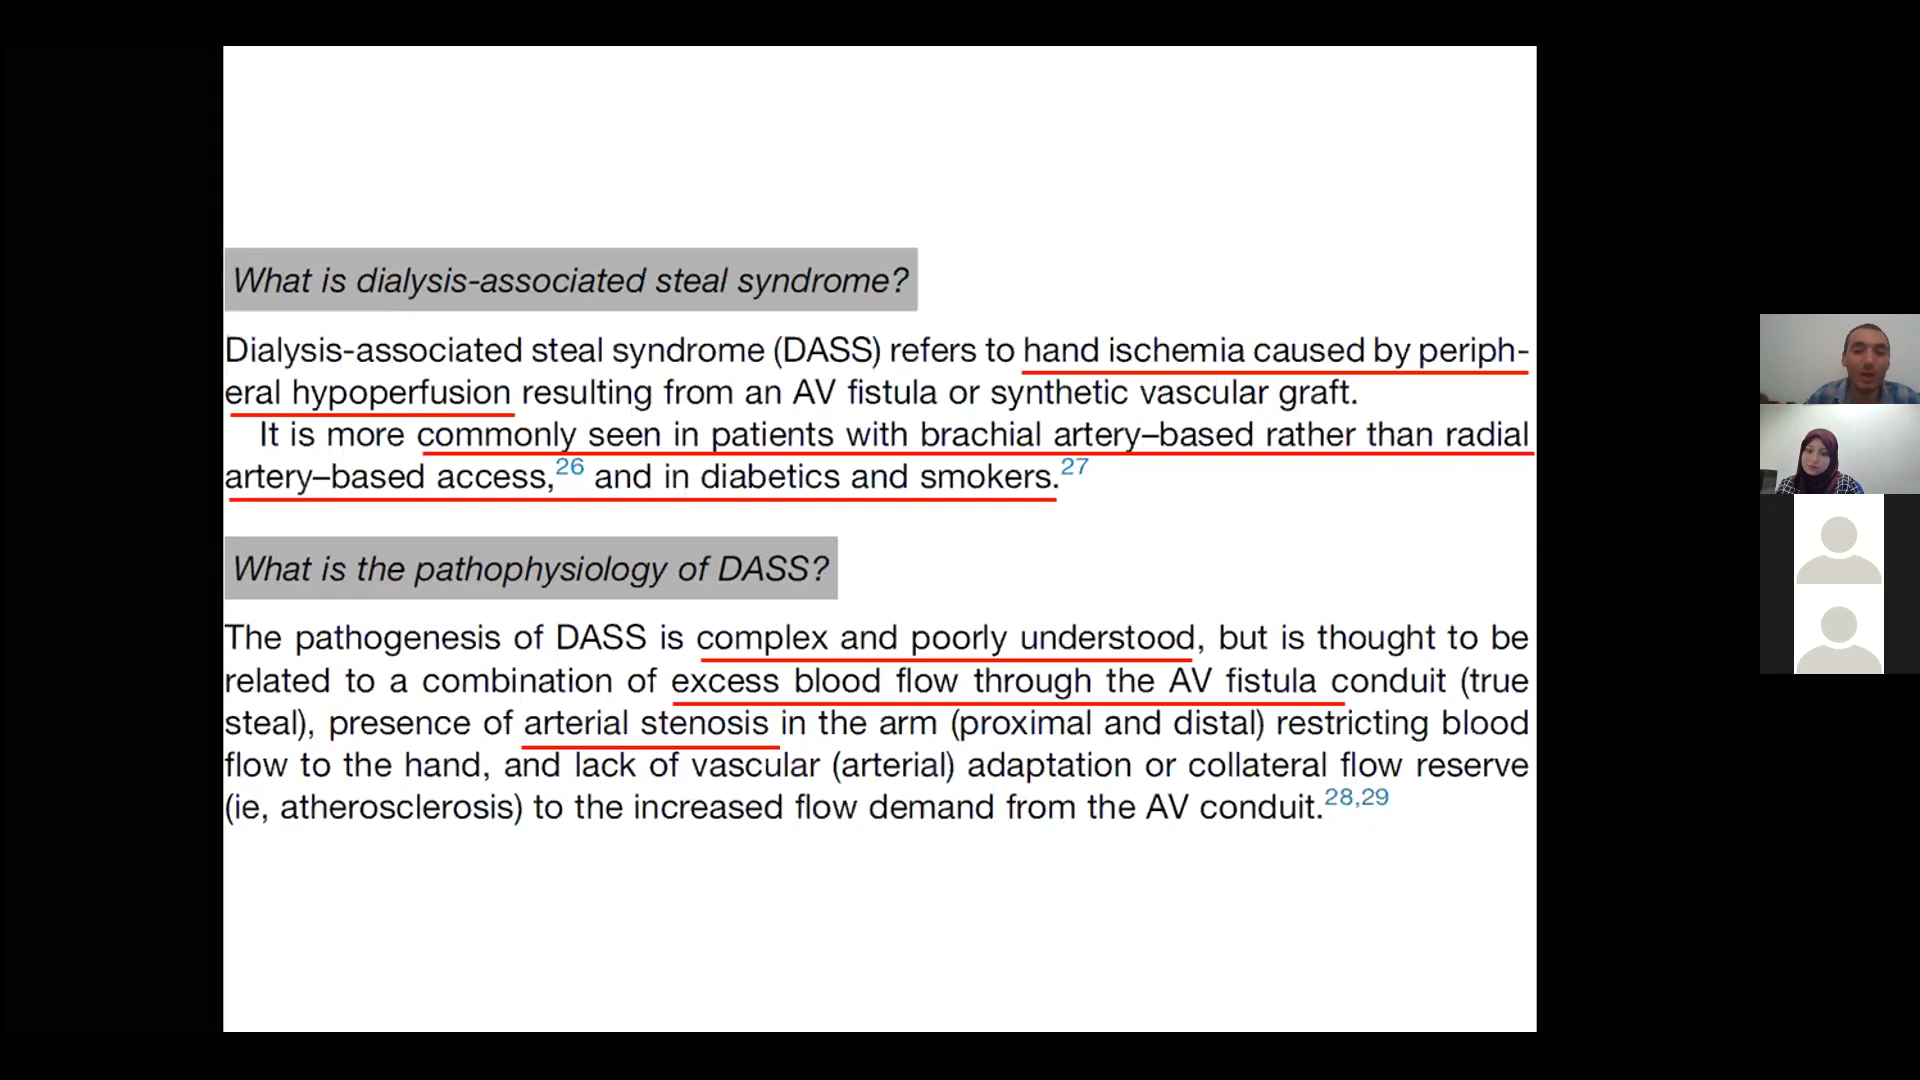 What is dialysis-associated steal syndrome?
Dialysis-associated steal syndrome (DASS) refers to hand ischemia caused by periph-
eral hypoperfusion resulting from an AV fistula or synthetic vascular graft.
It is more commonly seen in patients with brachial artery–based rather than radial
artery–based access,26 and in diabetics and smokers.27
What is the pathophysiology of DASS?
The pathogenesis of DASS is complex and poorly understood, but is thought to be
related to a combination of excess blood flow through the AV fistula conduit (true
steal), presence of arterial stenosis in the arm (proximal and distal) restricting blood
flow to the hand, and lack of vascular (arterial) adaptation or collateral flow reserve
(ie, atherosclerosis) to the increased flow demand from the AV conduit.28,29